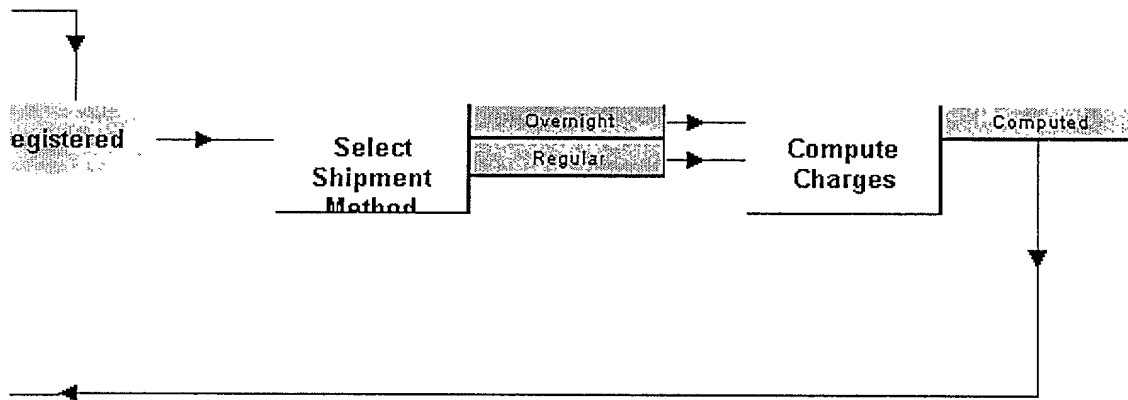 egistered
Select
Shipment
Method
Overnight
Regular
Compute
Charges
Computed